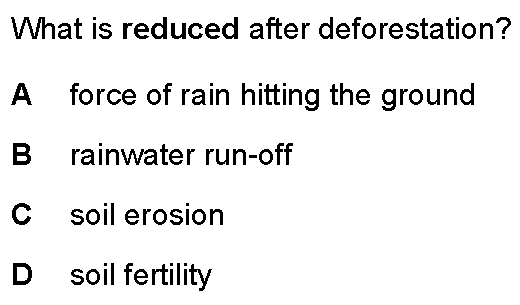 What is reduced after deforestation?
A force of rain hitting the ground
B rainwater run-off
C soil erosion
D soil fertility